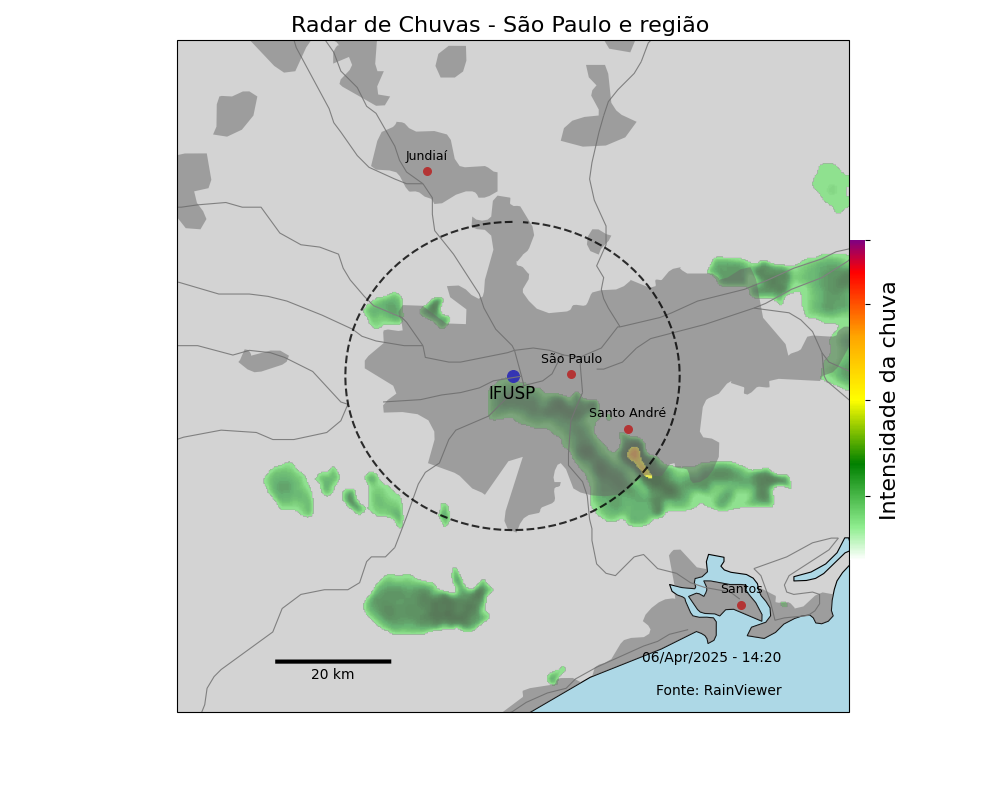 Radar de Chuvas - São Paulo e região
Jundiaí
São Paulo
IFUSP
Santo André
Intensidade da chuva
Santos
06/Apr/2025 - 14:20
20 km
Fonte: RainViewer